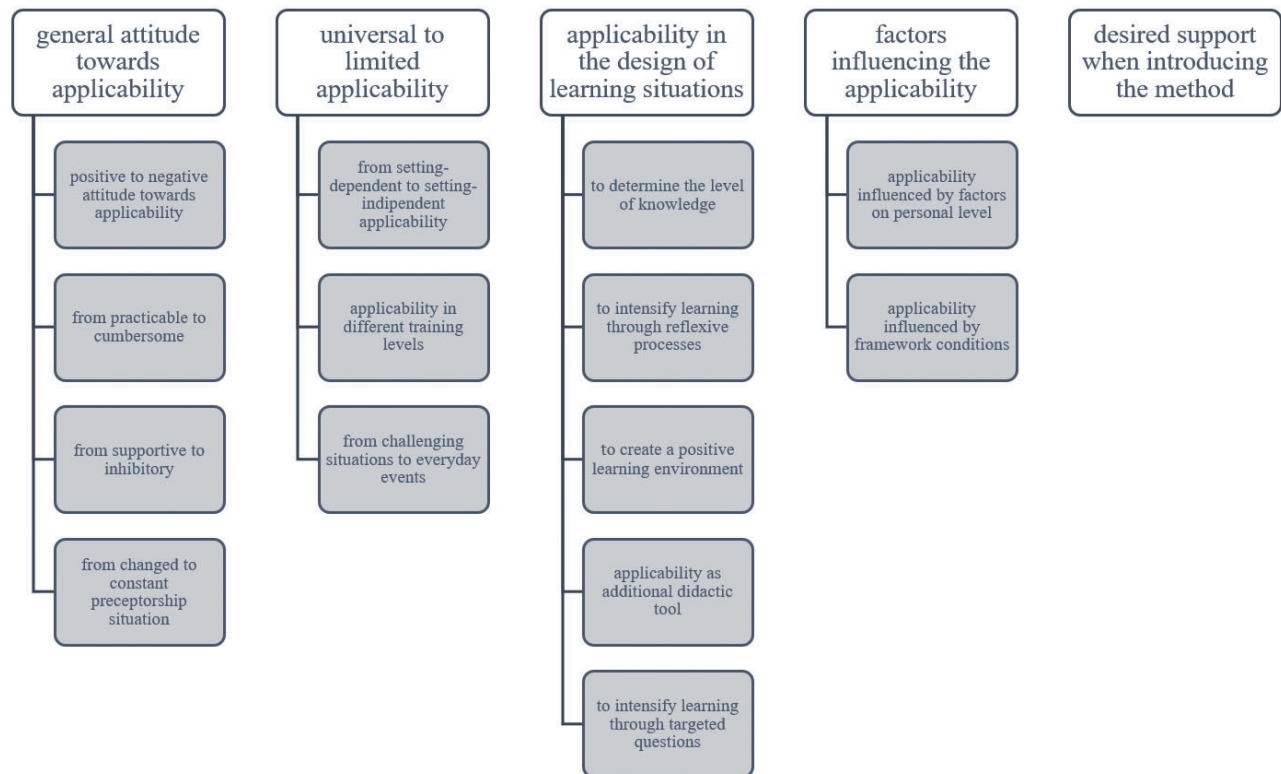 general attitude
towards
applicability
positive to negative
attitude towards
applicability
from practicable to
cumbersome
from supportive to
inhibitory
from changed to
constant
preceptorship
situation
universal to
limited
applicability
from setting-
dependent to setting-
indipendent
applicability
applicability in
different training
levels
from challenging
situations to everyday
events
applicability in
the design of
learning situations
to determine the level
of knowledge
to intensify learning
through reflexive
processes
to create a positive
learning environment
applicability as
additional didactic
tool
to intensify learning
through targeted
questions
factors
influencing the
applicability
applicability
influenced by factors
on personal level
applicability
influenced by
framework conditions
desired support
when introducing
the method